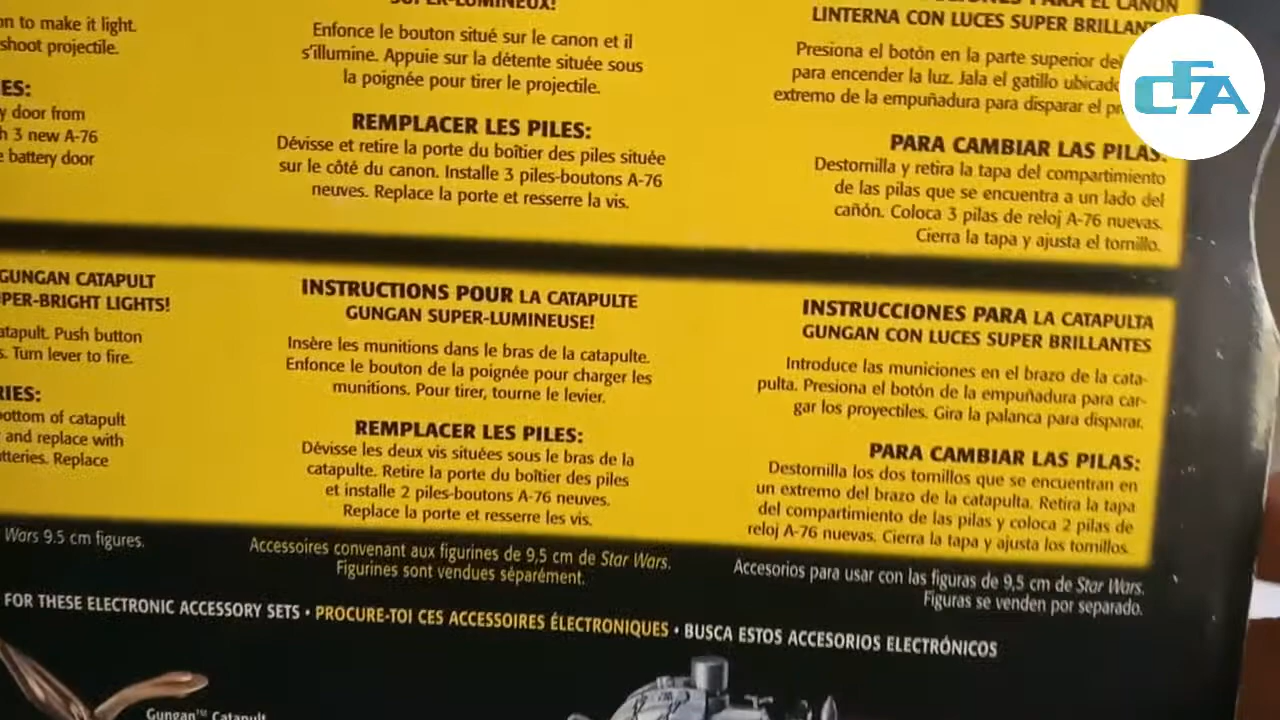 on to make it light.
shoot projectile.
ES:
y door from
h 3 new A-76
e battery door
SUPER-LUMINEUX!
Enfonce le bouton situé sur le canon et il
s'illumine. Appuie sur la détente située sous
la poignée pour tirer le projectile.
REMPLACER LES PILES:
Dévisse et retire la porte du boîtier des piles située
sur le côté du canon. Installe 3 piles-boutons A-76
neuves. Replace la porte et resserre la vis.
PARA EL CAÑON
LINTERNA CON LUCES SUPER BRILLANT
Presiona el botón en la parte superior del
para encender la luz. Jala el gatillo ubicado
extremo de la empuñadura para disparar el pr
PARA CAMBIAR LAS PILAS:
Destornilla y retira la tapa del compartimiento
de las pilas que se encuentra a un lado del
cañón. Coloca 3 pilas de reloj A-76 nuevas.
Cierra la tapa y ajusta el tornillo.
CFA
GUNGAN CATAPULT
PER-BRIGHT LIGHTS!
atapult. Push button
s. Turn lever to fire.
RIES:
ottom of catapult
and replace with
tteries. Replace
INSTRUCTIONS POUR LA CATAPULTE
GUNGAN SUPER-LUMINEUSE!
Insère les munitions dans le bras de la catapulte.
Enfonce le bouton de la poignée pour charger les
munitions. Pour tirer, tourne le levier.
REMPLACER LES PILES:
Dévisse les deux vis situées sous le bras de la
catapulte. Retire la porte du boîtier des piles
et installe 2 piles-boutons A-76 neuves.
Replace la porte et resserre les vis.
INSTRUCCIONES PARA LA CATAPULTA
GUNGAN CON LUCES SUPER BRILLANTES
Introduce las municiones en el brazo de la cata-
pulta. Presiona el botón de la empuñadura para car-
gar los proyectiles. Gira la palanca para disparar.
PARA CAMBIAR LAS PILAS:
Destornilla los dos tornillos que se encuentran en
un extremo del brazo de la catapulta. Retira la tapa
del compartimiento de las pilas y coloca 2 pilas de
reloj A-76 nuevas. Cierra la tapa y ajusta los tornillos.
Wars 9.5 cm figures.
Accessoires convenant aux figurines de 9,5 cm de Star Wars.
Figurines sont vendues séparément.
Accesorios para usar con las figuras de 9,5 cm de Star Wars.
Figuras se venden por separado.
FOR THESE ELECTRONIC ACCESSORY SETS • PROCURE-TOI CES ACCESSOIRES ÉLECTRONIQUES • BUSCA ESTOS ACCESORIOS ELECTRÓNICOS
Gungan™ Catapult